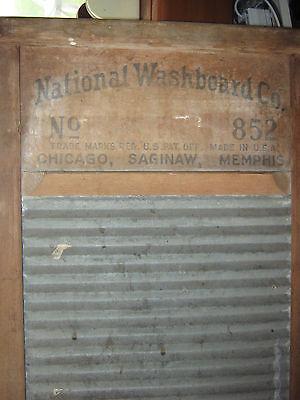 National Washboard Co.
No 852
TRADE MARKS REG. U.S. PAT. OFF. MADE IN U.S.A.
CHICAGO, SAGINAW, MEMPHIS